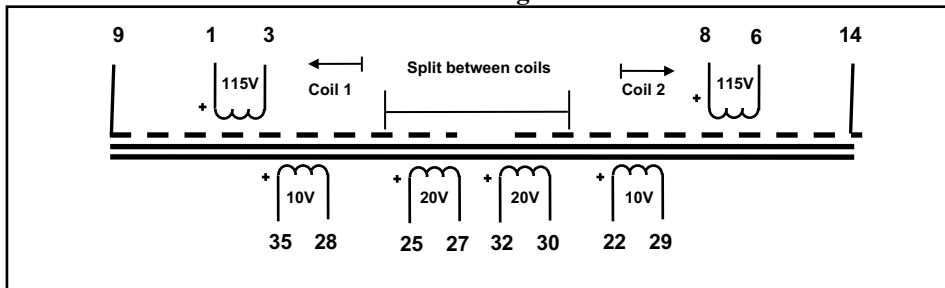 9 1 3 8 6 14
Coil 1 Split between coils Coil 2
115V 115V
+ +
+ 10V + 20V + 20V + 10V
35 28 25 27 32 30 22 29